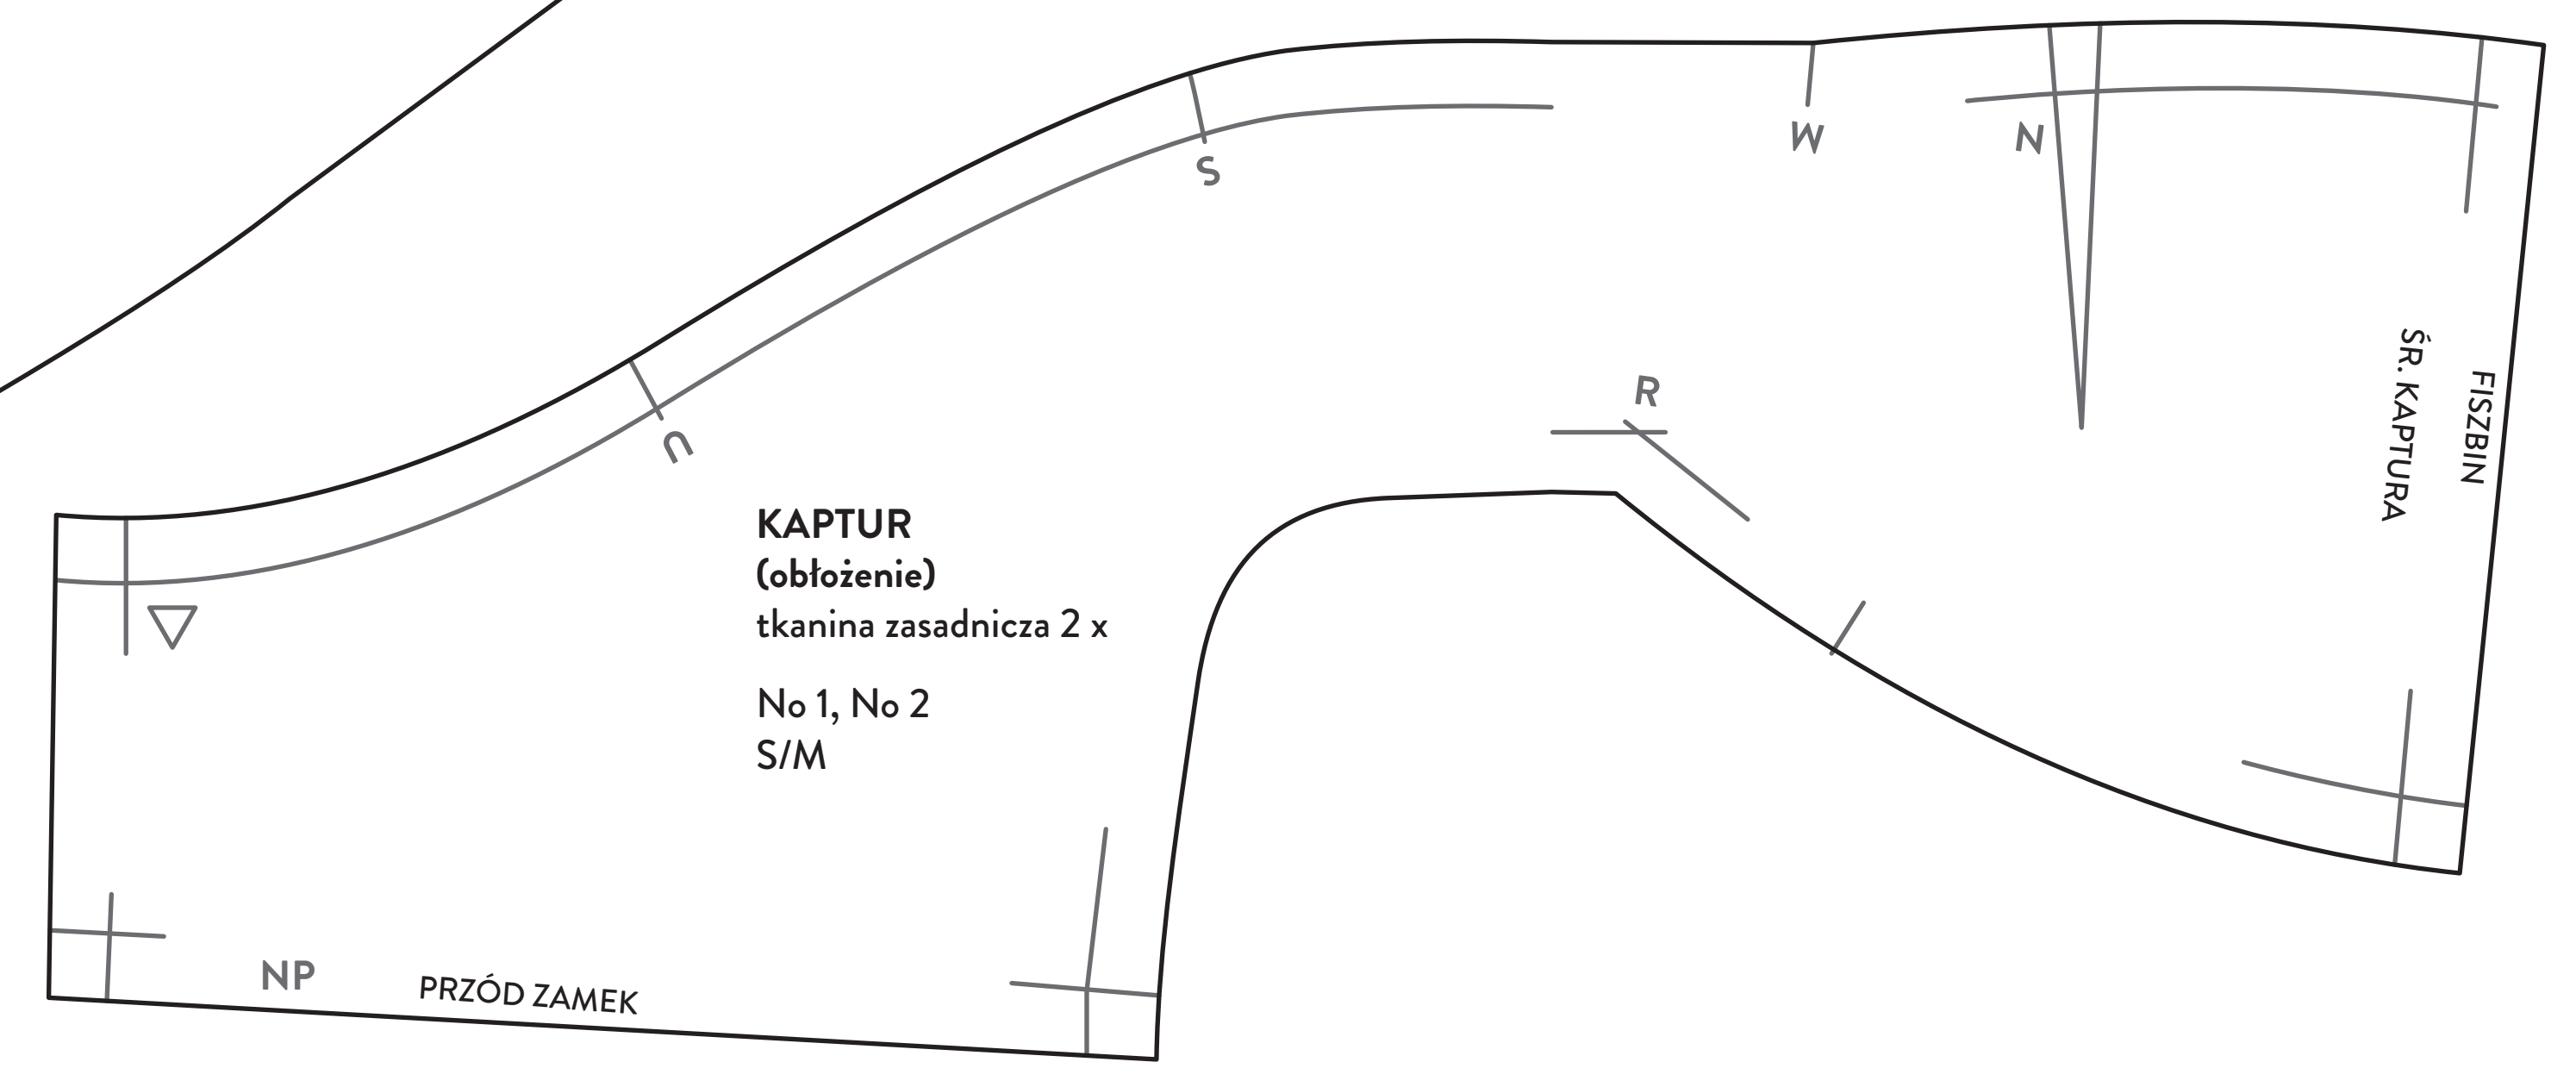 S
W
N
U
R
ŚR. KAPTURA
FISZBIN
KAPTUR
(obłożenie)
tkanina zasadnicza 2 x
No 1, No 2
S/M
NP
PRZÓD ZAMEK